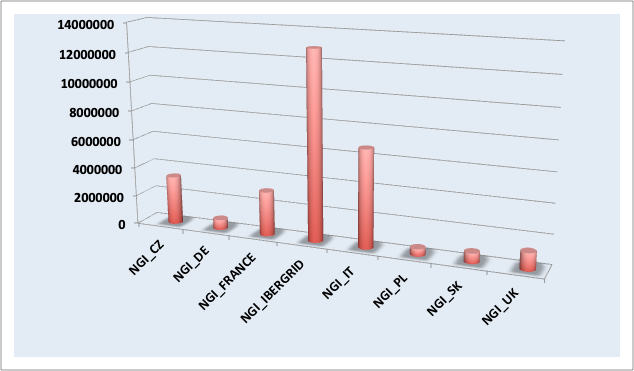 14000000
12000000
10000000
8000000
6000000
4000000
2000000
0
NGI_CZ
NGI_DE
NGI_FRANCE
NGI_IBERGRID
NGI_IT
NGI_PL
NGI_SK
NGI_UK